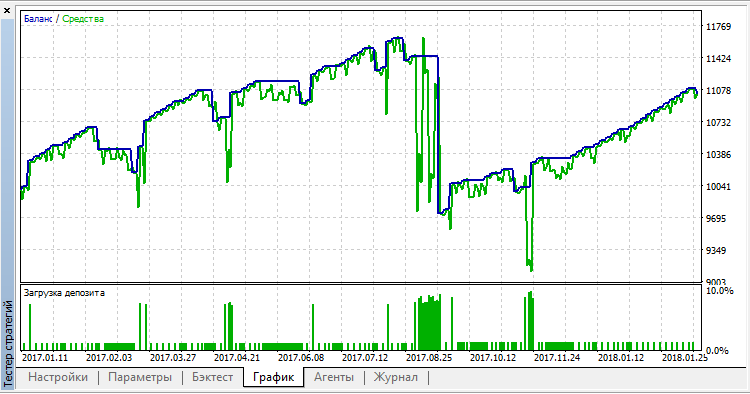 Баланс / Средства
11769
11424
11078
10732
10386
10041
9695
9349
9003
Загрузка депозита
10.0%
0.0%
2017.01.11 2017.02.03 2017.03.27 2017.04.21 2017.06.08 2017.07.12 2017.08.25 2017.10.12 2017.11.24 2018.01.12 2018.01.25
Тестер стратегий
Настройки | Параметры | Бэктест | График | Агенты | Журнал |